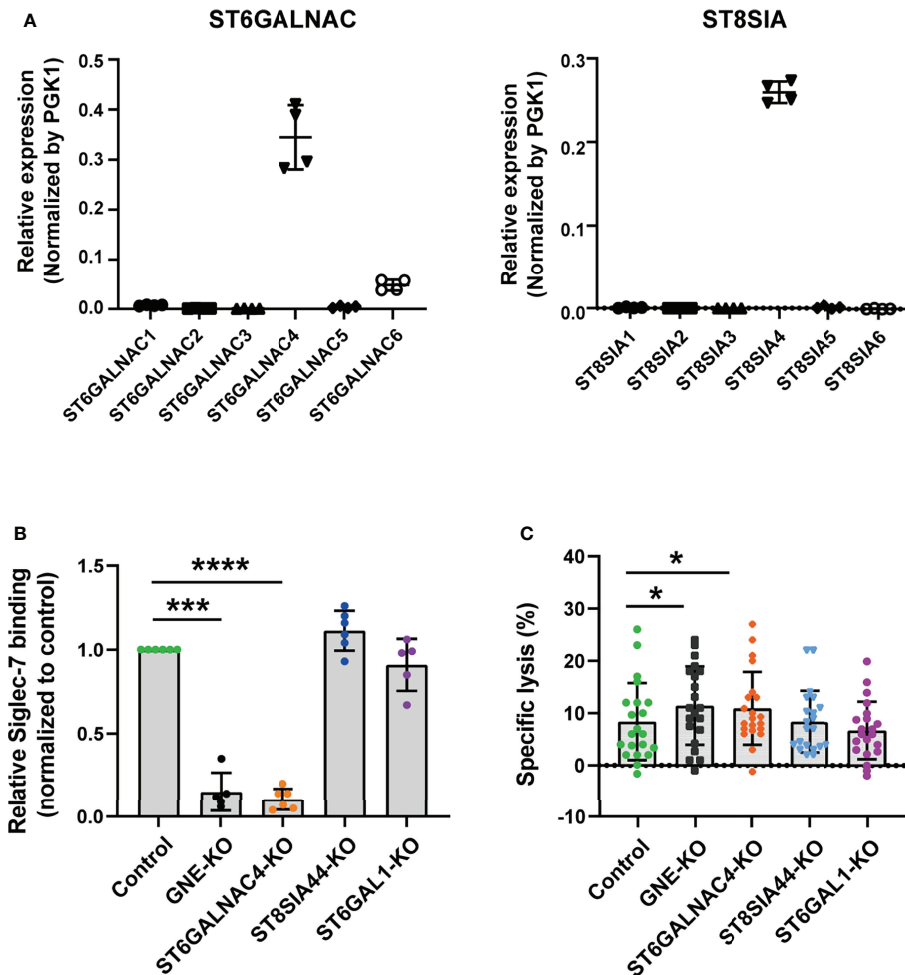 A
ST6GALNAC
Relative expression
(Normalized by PGK1)
0.5
0.4
0.3
0.2
0.1
0.0
ST6GALNAC1
ST6GALNAC2
ST6GALNAC3
ST6GALNAC4
ST6GALNAC5
ST6GALNAC6
ST8SIA
Relative expression
(Normalized by PGK1)
0.3
0.2
0.1
0.0
ST8SIA1
ST8SIA2
ST8SIA3
ST8SIA4
ST8SIA5
ST8SIA6
B
Relative Siglec-7 binding
(normalized to control)
1.5
1.0
0.5
0.0
****
***
Control
GNE-KO
ST6GALNAC4-KO
ST8SIA44-KO
ST6GAL1-KO
C
Specific lysis (%)
40
30
20
10
0
-10
*
*
Control
GNE-KO
ST6GALNAC4-KO
ST8SIA44-KO
ST6GAL1-KO